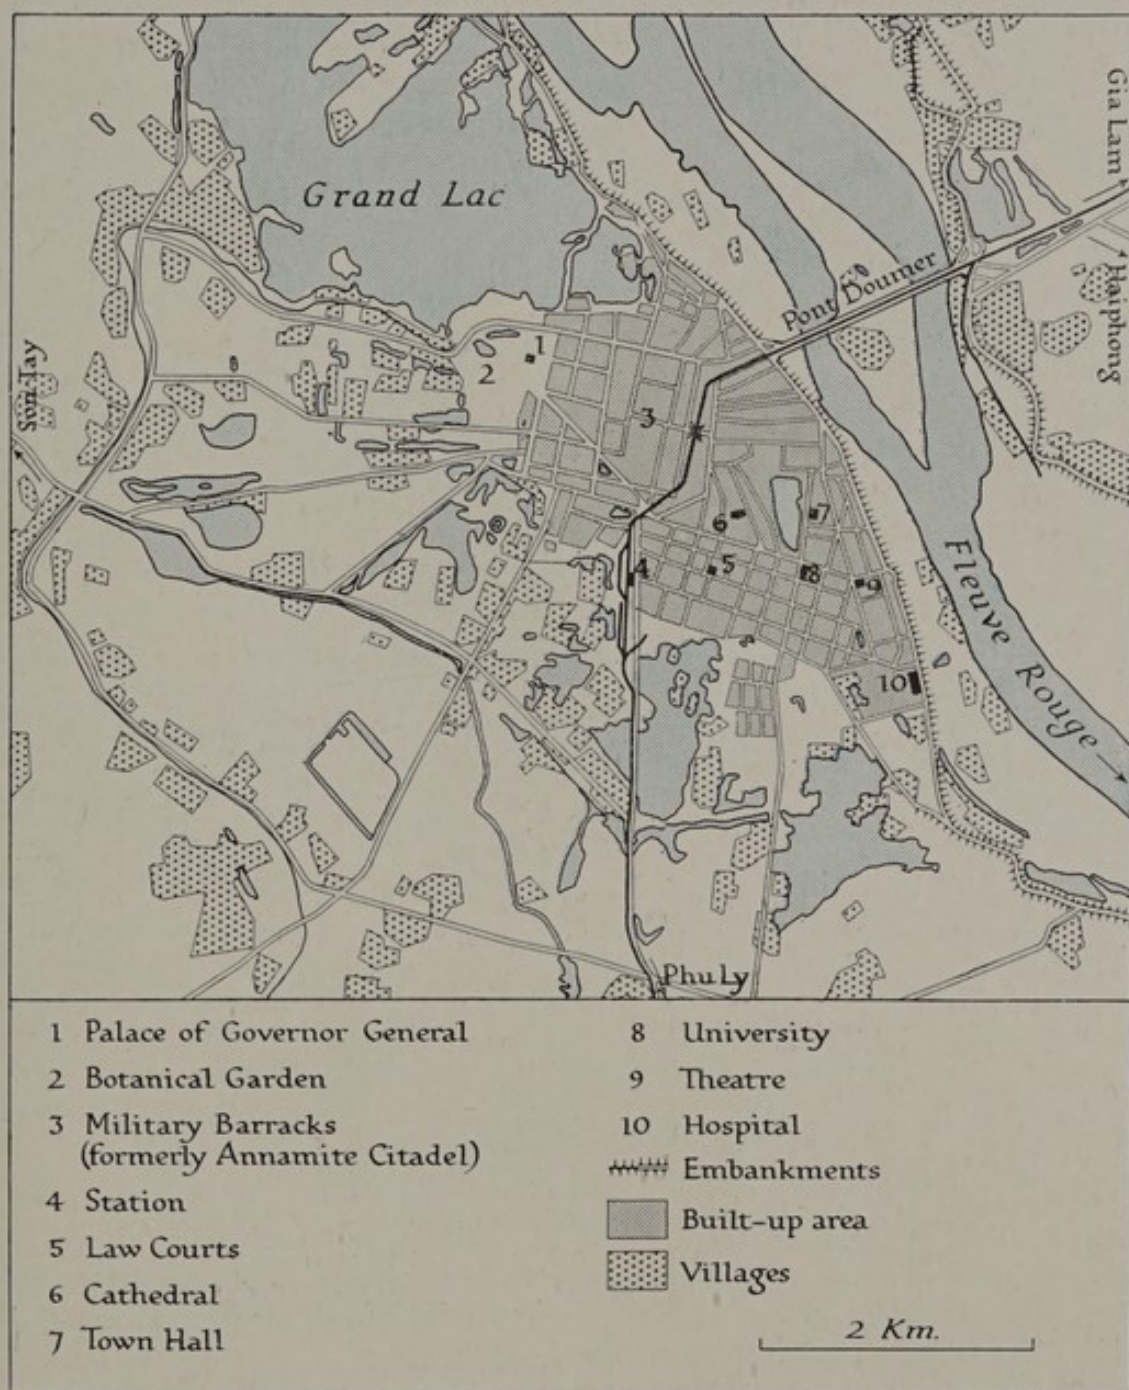 Grand Lac
Gia Lam
Haiphong
Pont Doumer
Son Tay
1
2
3
6
7
5
4
8
9
10
Fleuve Rouge
Phu Ly
1 Palace of Governor General
2 Botanical Garden
3 Military Barracks
(formerly Annamite Citadel)
4 Station
5 Law Courts
6 Cathedral
7 Town Hall
8 University
9 Theatre
10 Hospital
Embankments
Built-up area
Villages
2 Km.